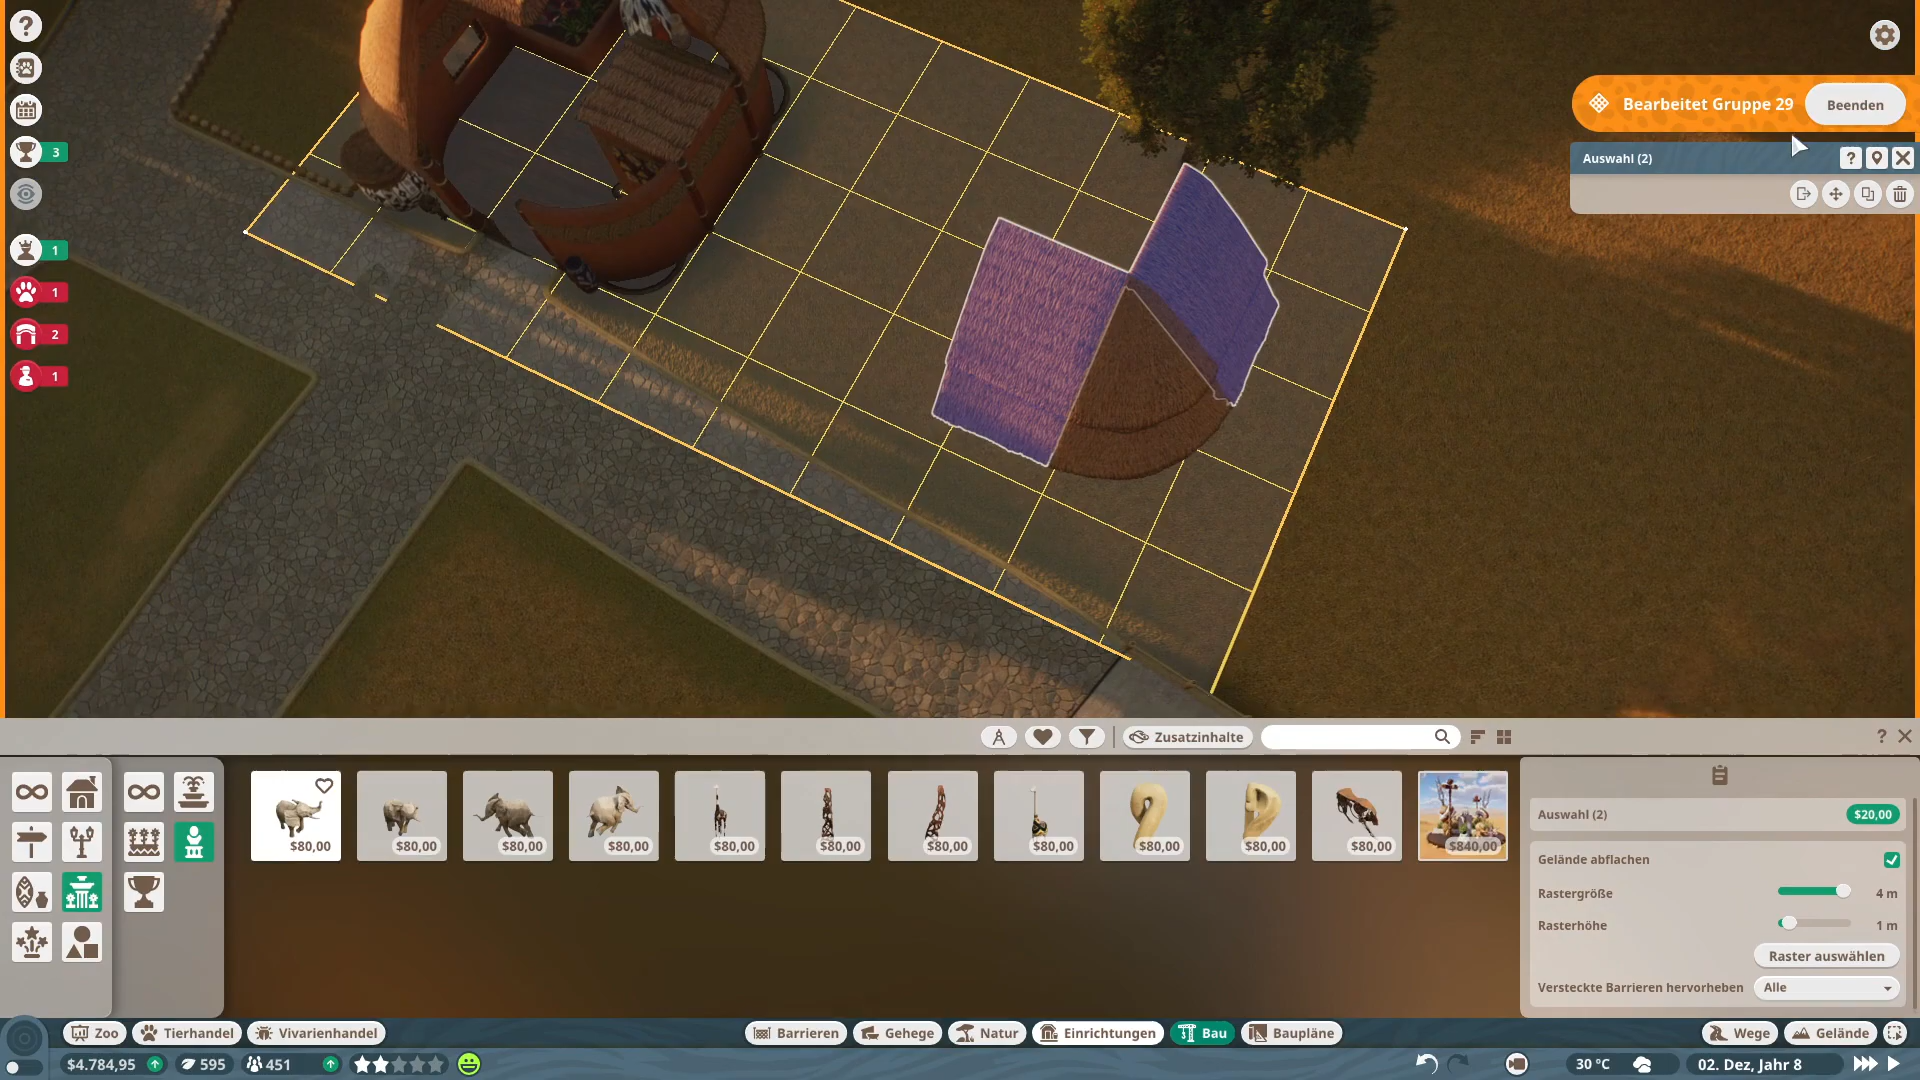 ?
3
1
1
2
1
Bearbeitet Gruppe 29
Beenden
Auswahl (2)
?
Zusatzinhalte
?
$80,00
$80,00
$80,00
$80,00
$80,00
$80,00
$80,00
$80,00
$80,00
$80,00
$80,00
$840,00
Auswahl (2)
$20,00
Gelände abflachen
Rastergröße
4 m
Rasterhöhe
1 m
Raster auswählen
Versteckte Barrieren hervorheben
Alle
Zoo
Tierhandel
Vivarienhandel
Barrieren
Gehege
Natur
Einrichtungen
Bau
Baupläne
Wege
Gelände
$4.784,95
595
451
30 °C
02. Dez, Jahr 8